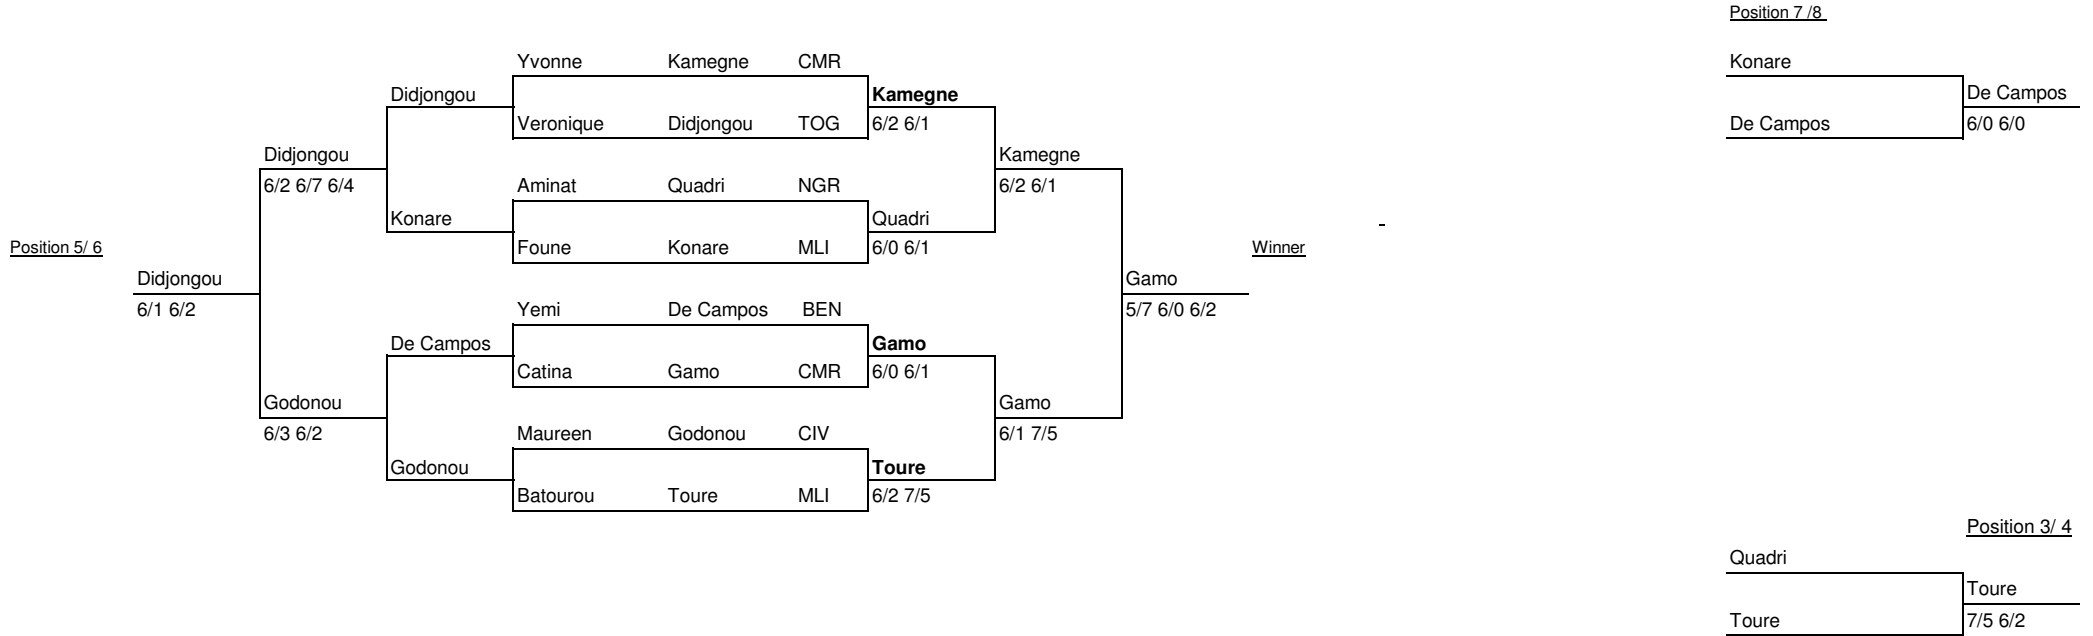 Position 7 /8
Yvonne Kamegne CMR
Konare
Didjongou
Kamegne
De Campos
Veronique Didjongou TOG
6/2 6/1
De Campos
6/0 6/0
Didjongou
Kamegne
6/2 6/7 6/4
Aminat Quadri NGR
6/2 6/1
Konare
Quadri
-
Position 5/ 6
Foune Konare MLI
6/0 6/1
Winner
Didjongou
Gamo
6/1 6/2
Yemi De Campos BEN
5/7 6/0 6/2
De Campos
Gamo
Catina Gamo CMR
6/0 6/1
Godonou
Gamo
6/3 6/2
Maureen Godonou CIV
6/1 7/5
Godonou
Toure
Batourou Toure MLI
6/2 7/5
Position 3/ 4
Quadri
Toure
Toure
7/5 6/2